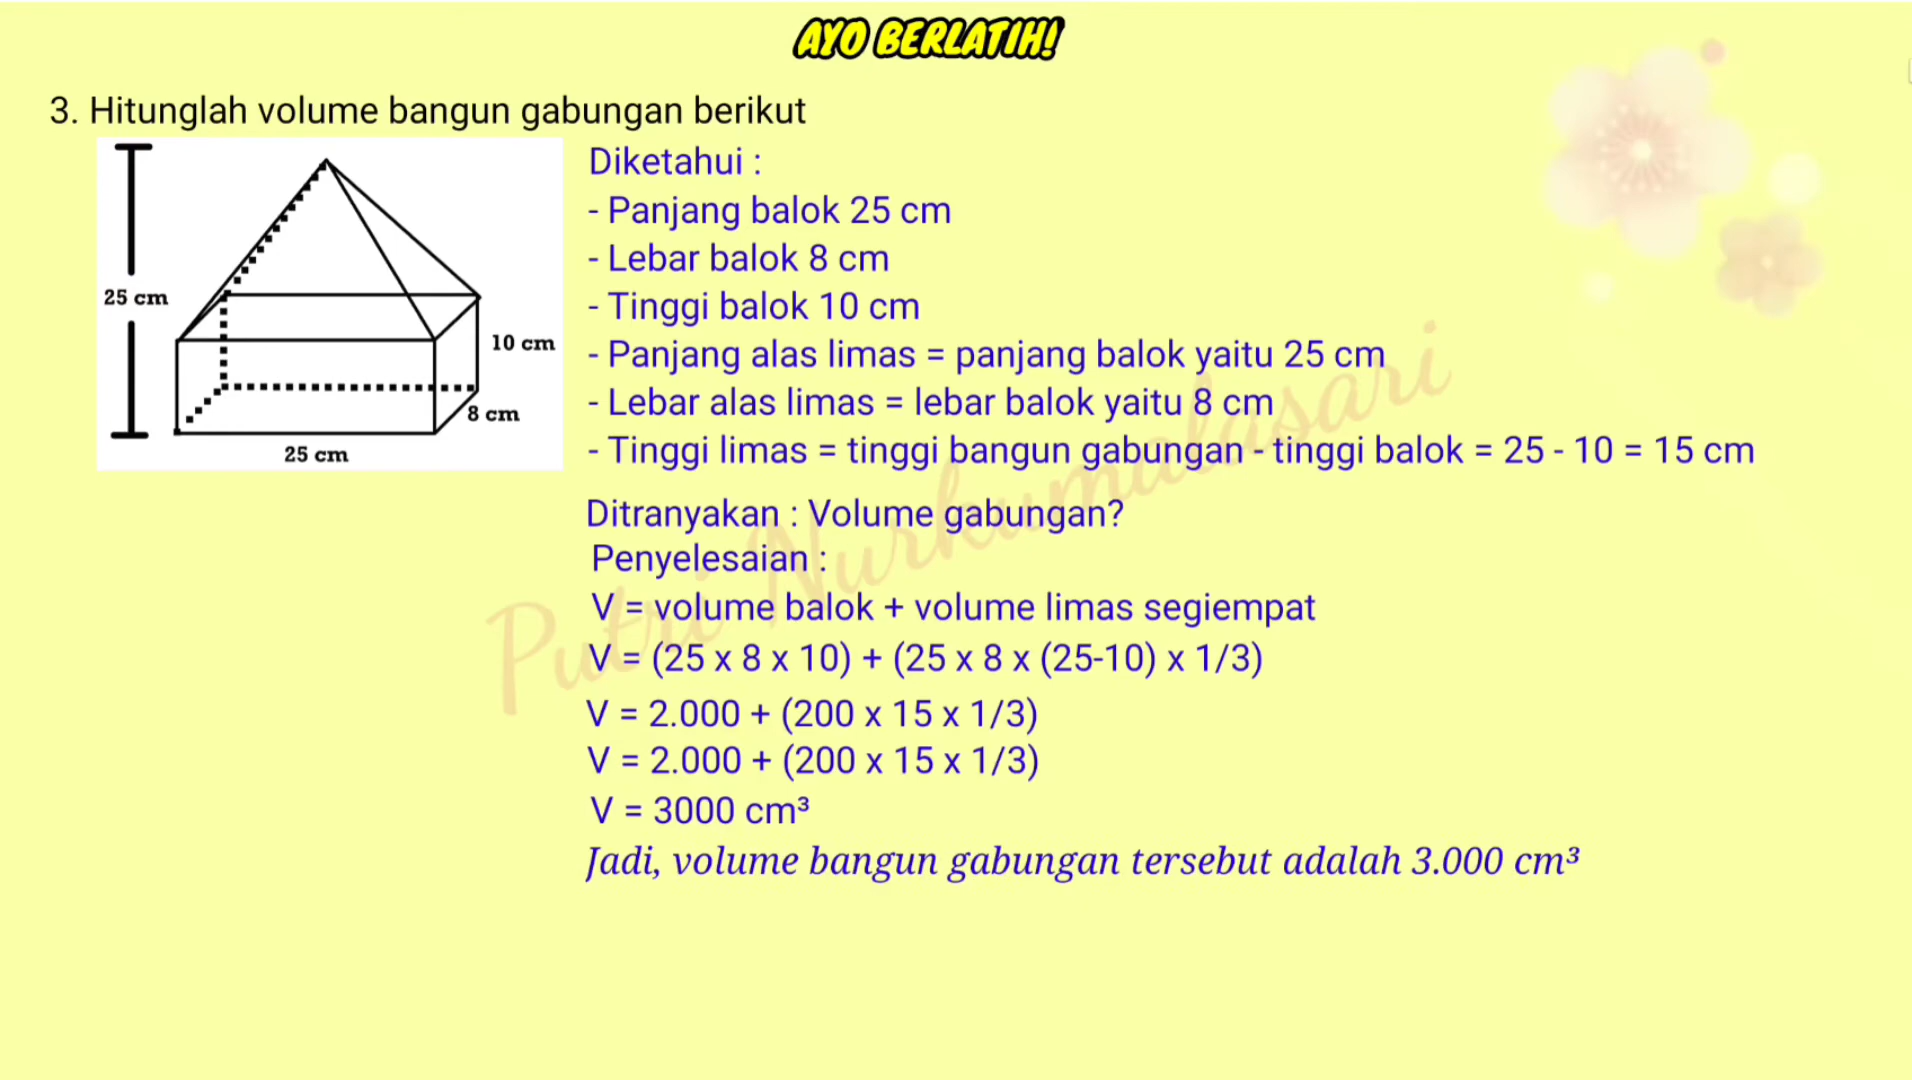 AYO BERLATIH!
3. Hitunglah volume bangun gabungan berikut
25 cm
10 cm
8 cm
25 cm
Diketahui :
- Panjang balok 25 cm
- Lebar balok 8 cm
- Tinggi balok 10 cm
- Panjang alas limas = panjang balok yaitu 25 cm
- Lebar alas limas = lebar balok yaitu 8 cm
- Tinggi limas = tinggi bangun gabungan - tinggi balok = 25 - 10 = 15 cm
Ditranyakan : Volume gabungan?
Penyelesaian :
V = volume balok + volume limas segiempat
V = (25 x 8 x 10) + (25 x 8 x (25-10) x 1/3)
V = 2.000 + (200 x 15 x 1/3)
V = 2.000 + (200 x 15 x 1/3)
V = 3000 cm³
Jadi, volume bangun gabungan tersebut adalah 3.000 cm³
Putri Nurkumalasari